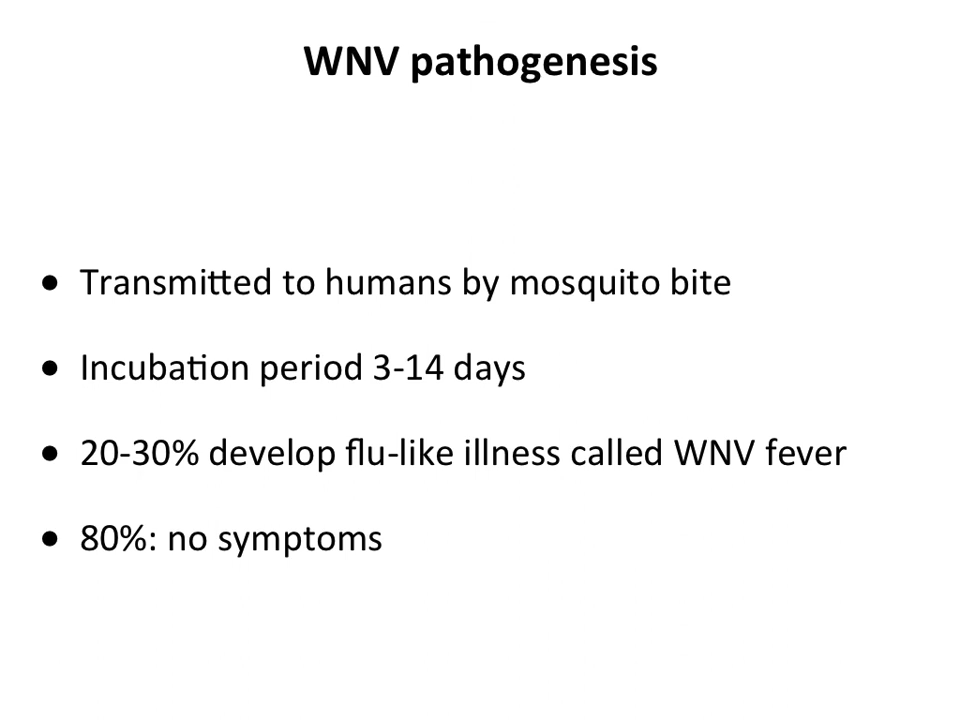 WNV pathogenesis
• Transmitted to humans by mosquito bite
• Incubation period 3-14 days
• 20-30% develop flu-like illness called WNV fever
• 80%: no symptoms